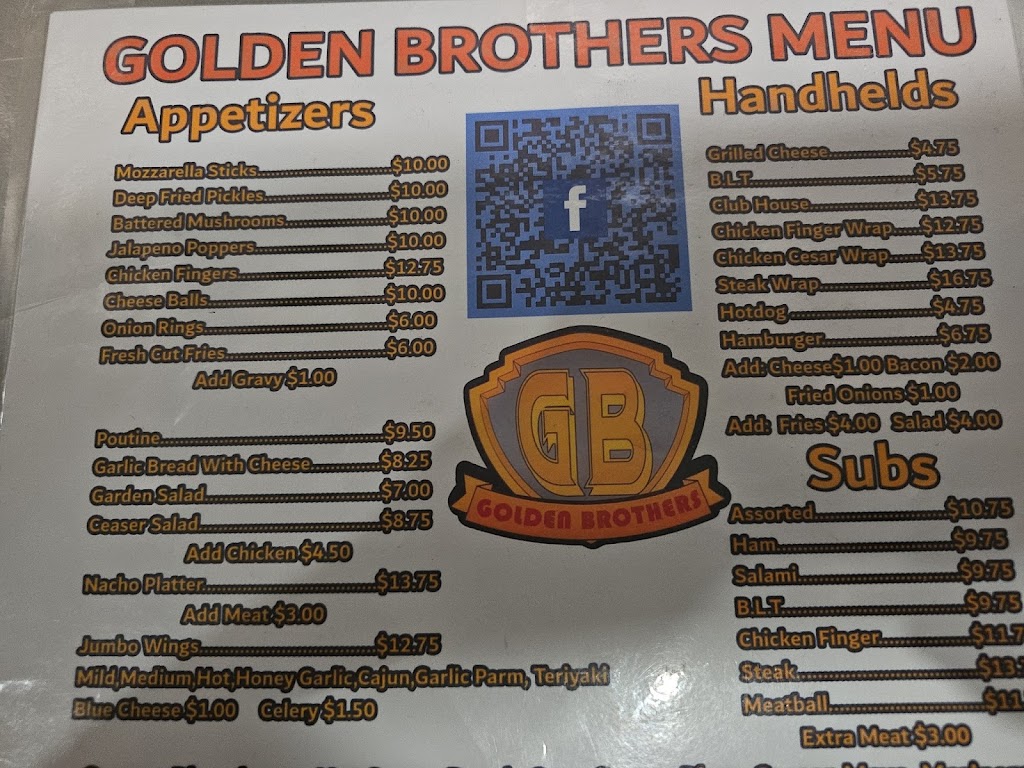 GOLDEN BROTHERS MENU
Appetizers
Mozzarella Sticks $10.00
Deep Fried Pickles $10.00
Battered Mushrooms $10.00
Jalapeno Poppers $10.00
Chicken Fingers $12.75
Cheese Balls $10.00
Onion Rings $6.00
Fresh Cut Fries $6.00
Add Gravy $1.00
Poutine $9.50
Garlic Bread With Cheese $8.25
Garden Salad $7.00
Ceaser Salad $8.75
Add Chicken $4.50
Nacho Platter $13.75
Add Meat $3.00
Jumbo Wings $12.75
Mild,Medium,Hot,Honey Garlic,Cajun,Garlic Parm, Teriyaki
Blue Cheese $1.00 Celery $1.50
f
GB
GOLDEN BROTHERS
Handhelds
Grilled Cheese $4.75
B.L.T. $5.75
Club House $13.75
Chicken Finger Wrap $12.75
Chicken Cesar Wrap $13.75
Steak Wrap $16.75
Hotdog $4.75
Hamburger $6.75
Add: Cheese$1.00 Bacon $2.00
Fried Onions $1.00
Add: Fries $4.00 Salad $4.00
Subs
Assorted $10.75
Ham $9.75
Salami $9.75
B.L.T. $9.75
Chicken Finger $11.7
Steak $13.
Meatball $11
Extra Meat $3.00